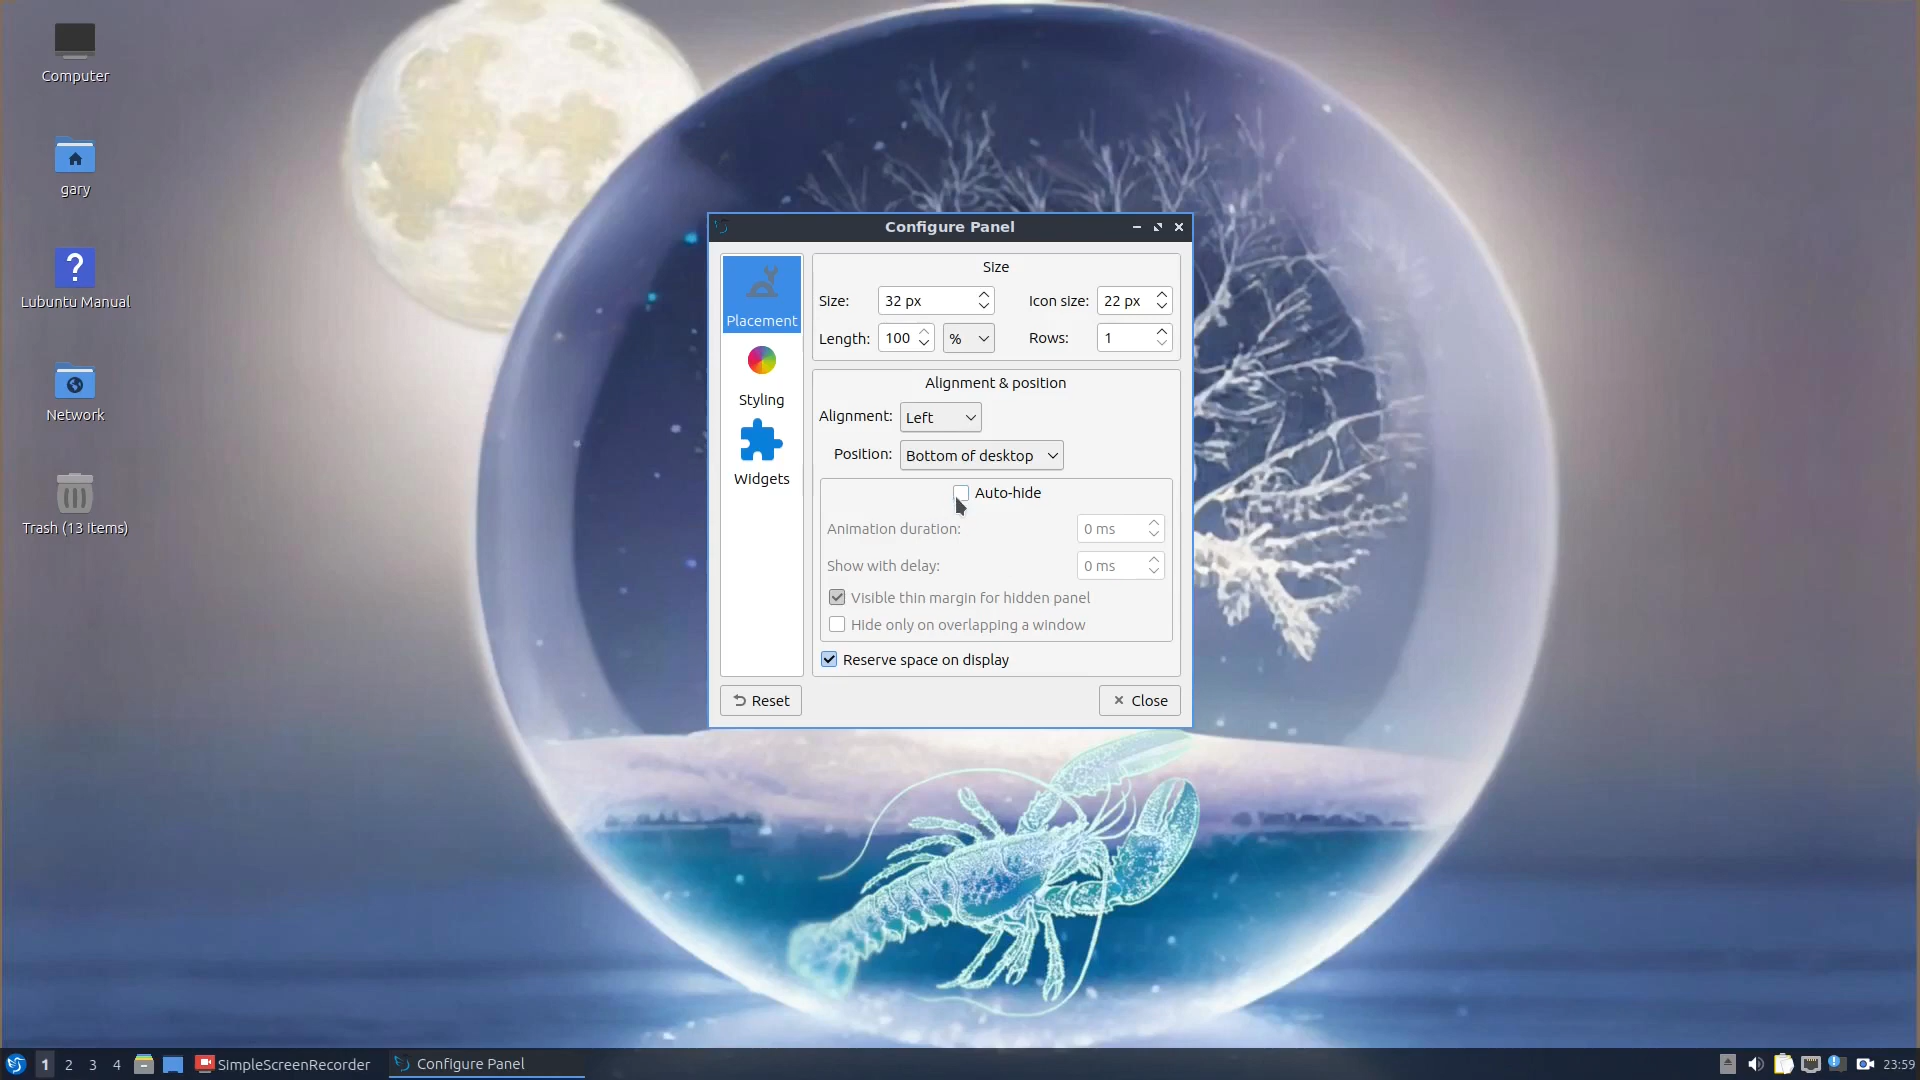 Computer
gary
?
Lubuntu Manual
Network
Trash (13 items)
Configure Panel
Placement
Styling
Widgets
Size
Size: 32 px Icon size: 22 px
Length: 100 % Rows: 1
Alignment & position
Alignment: Left
Position: Bottom of desktop
Auto-hide
Animation duration: 0 ms
Show with delay: 0 ms
Visible thin margin for hidden panel
Hide only on overlapping a window
Reserve space on display
Reset Close
1 2 3 4 SimpleScreenRecorder Configure Panel 23:59